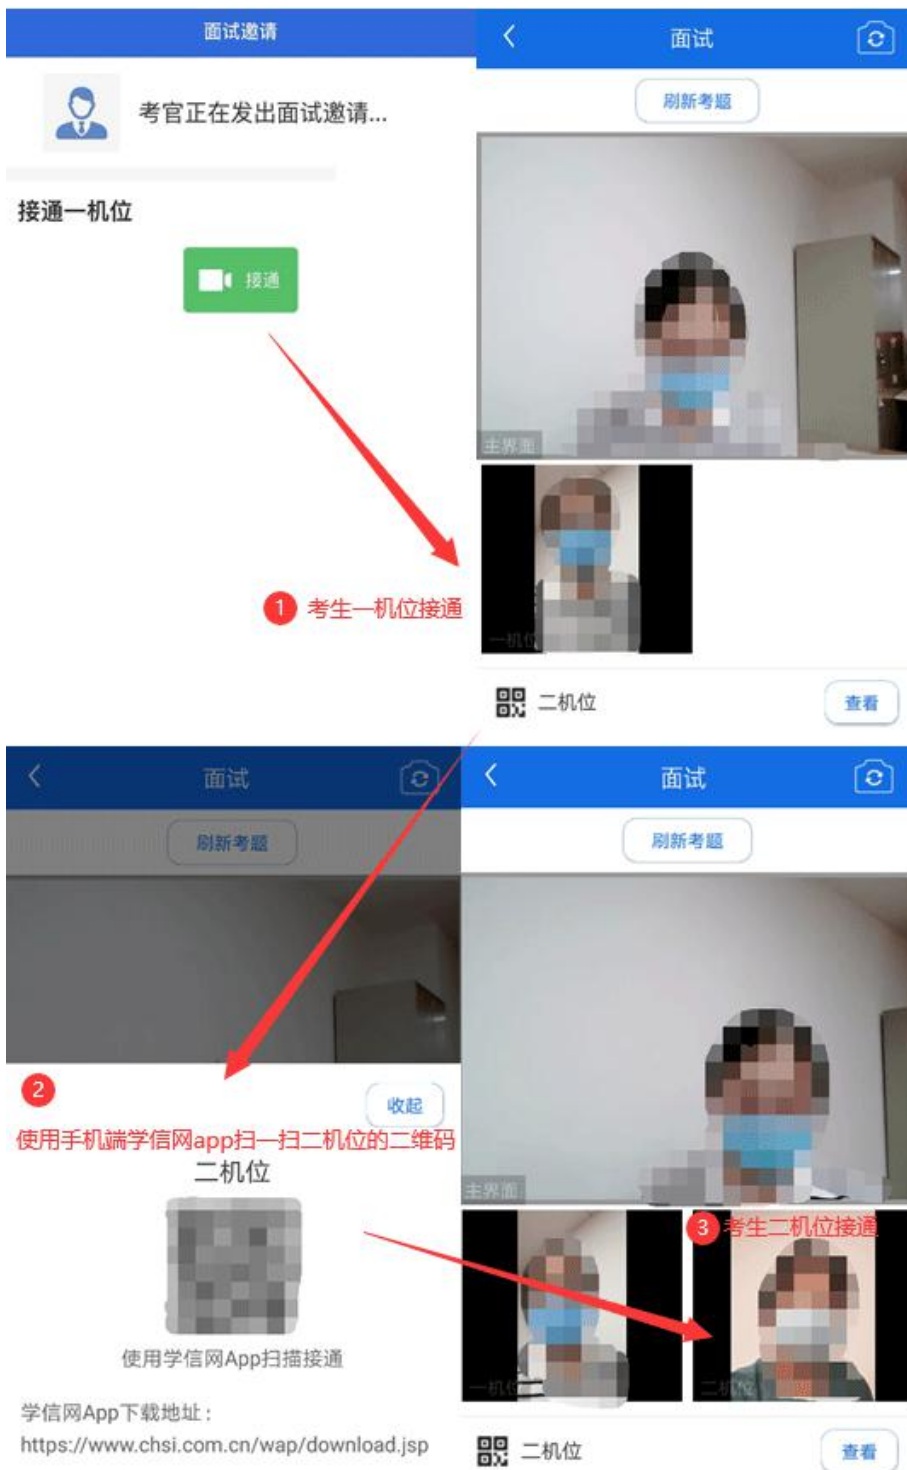 面试邀请
考官正在发出面试邀请...
接通一机位
接通
1 考生一机位接通
面试
刷新考题
主界面
一机位
二机位
查看
面试
刷新考题
2
收起
使用手机端学信网app扫一扫二机位的二维码
二机位
使用学信网App扫描接通
学信网App下载地址：
https://www.chsi.com.cn/wap/download.jsp
面试
刷新考题
主界面
3 考生二机位接通
一机位
二机位
二机位
查看